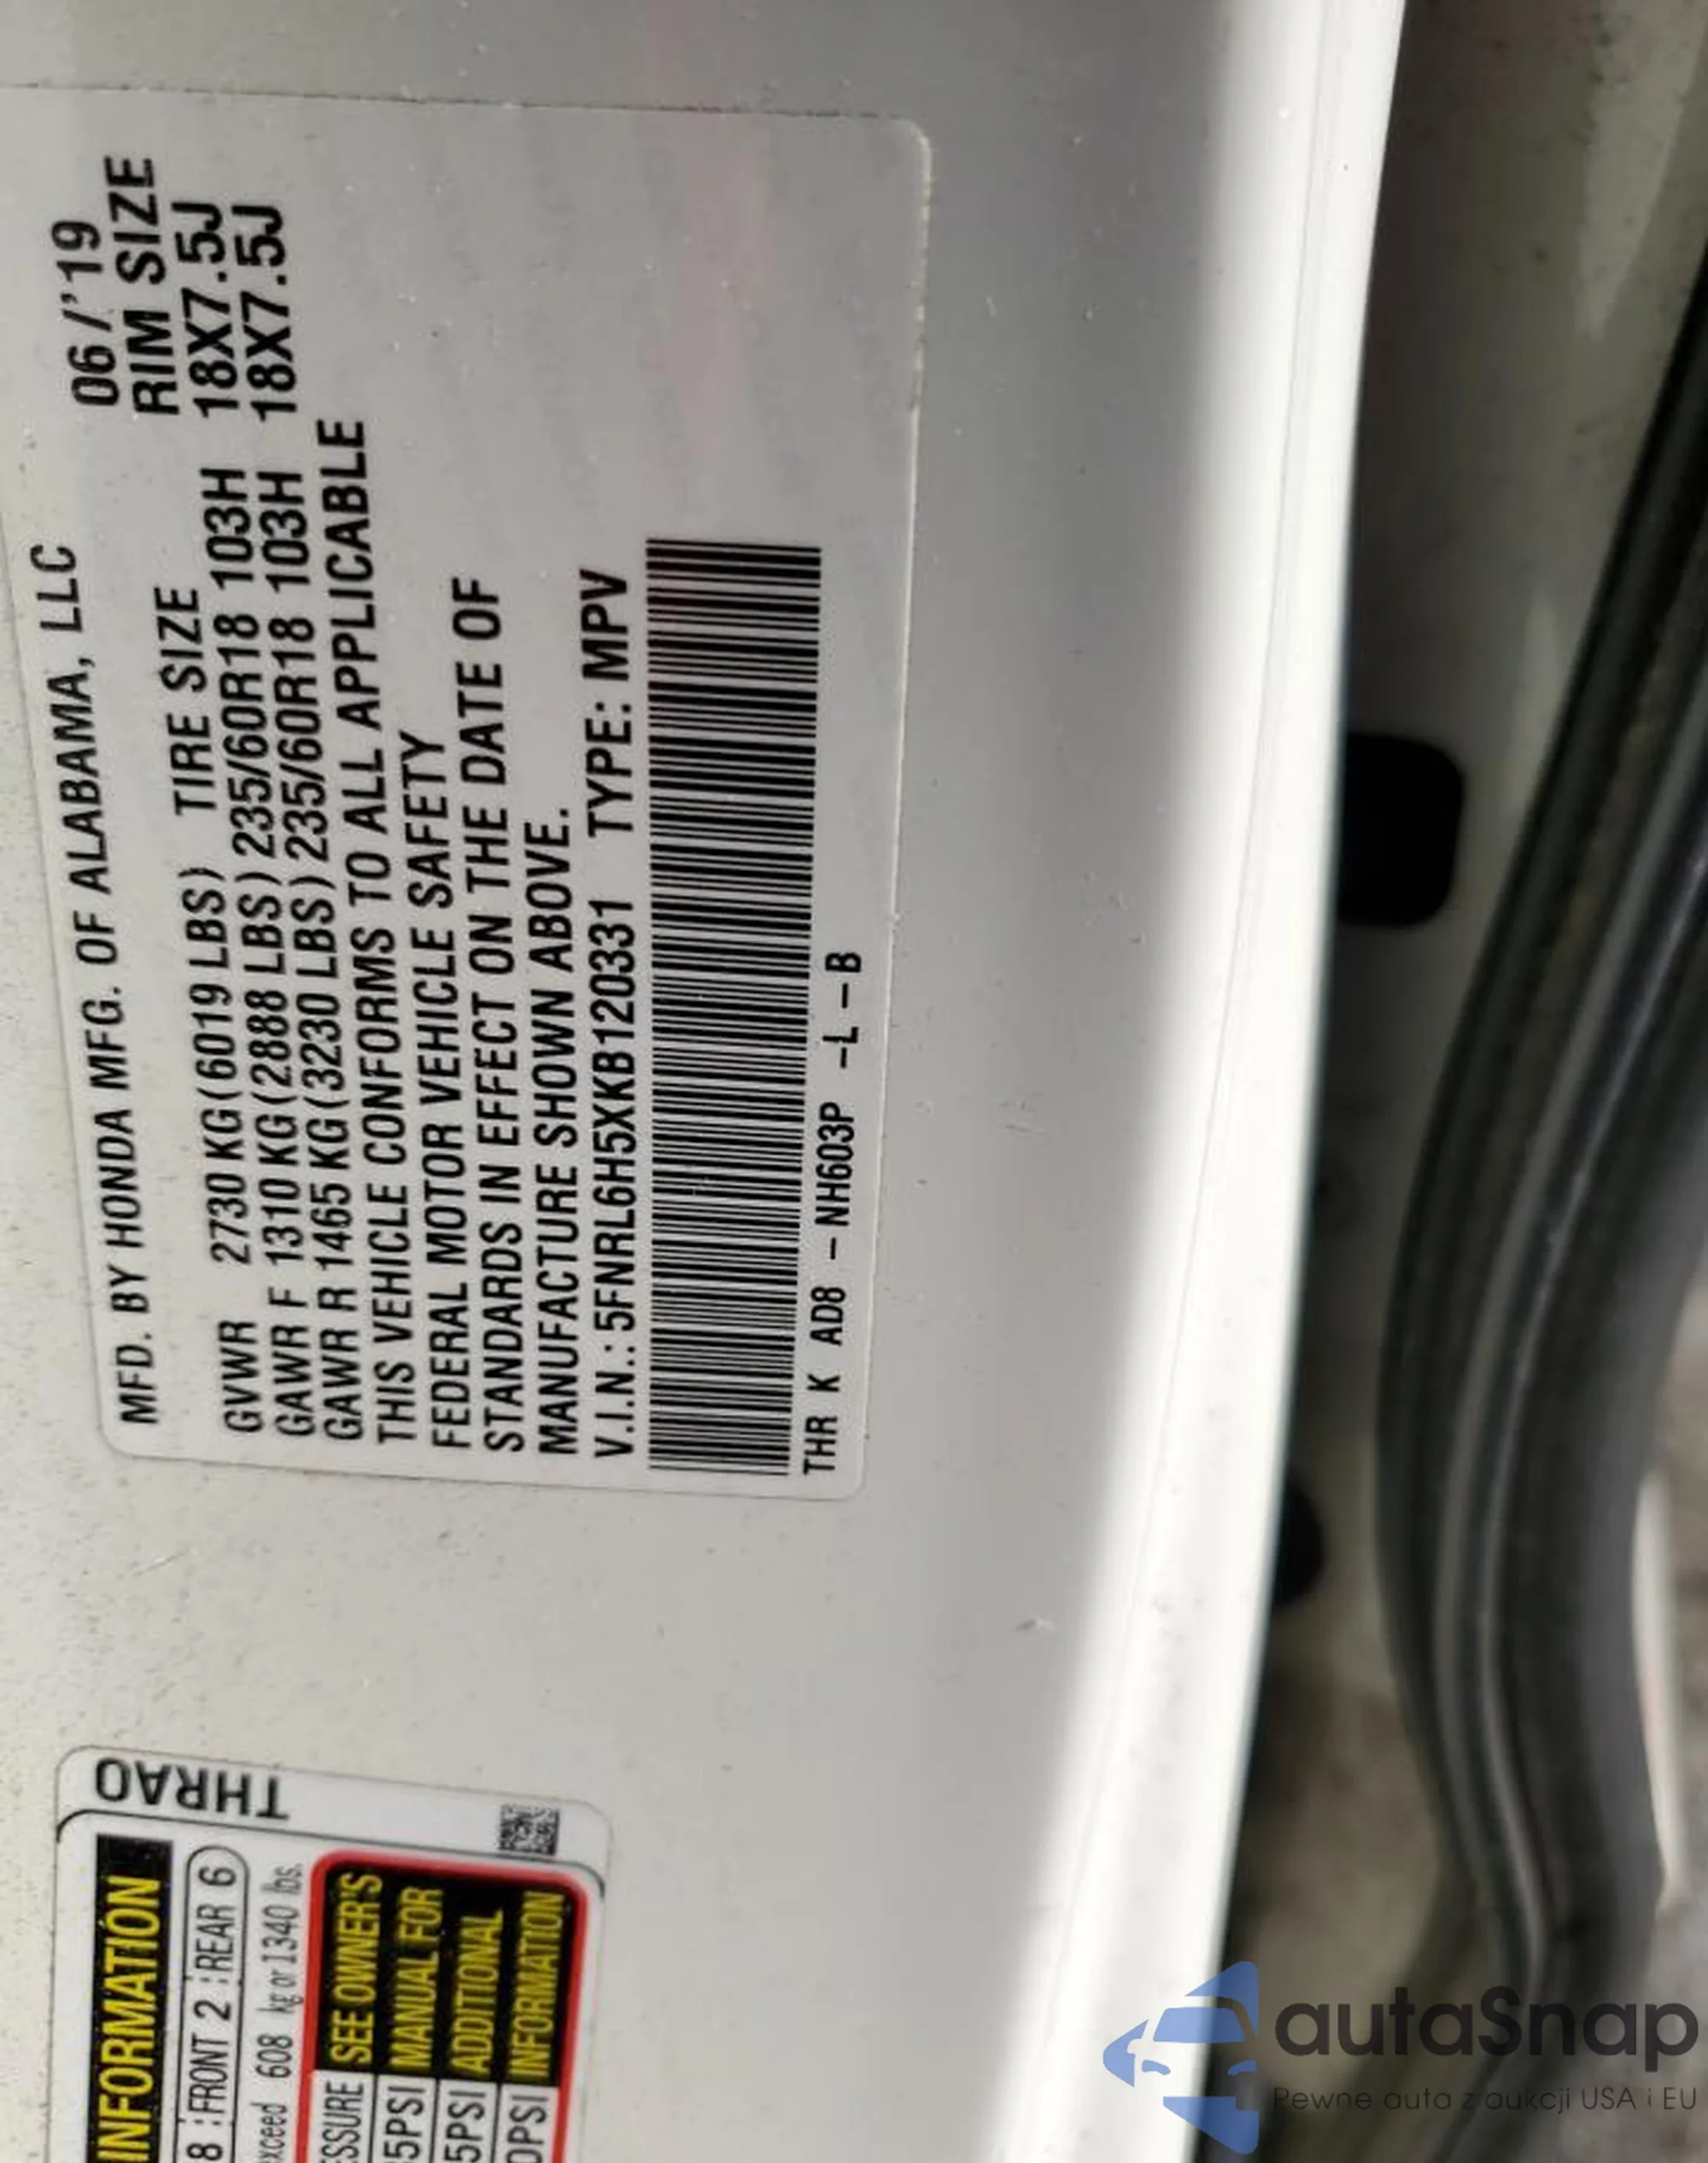 MFD. BY HONDA MFG. OF ALABAMA, LLC 06/'19
TIRE SIZE RIM SIZE
GVWR 2730 KG(6019 LBS)
GAWR F 1310 KG(2888 LBS) 235/60R18 103H 18X7.5J
GAWR R 1465 KG(3230 LBS) 235/60R18 103H 18X7.5J
THIS VEHICLE CONFORMS TO ALL APPLICABLE
FEDERAL MOTOR VEHICLE SAFETY
STANDARDS IN EFFECT ON THE DATE OF
MANUFACTURE SHOWN ABOVE.
V.I.N.: 5FNRL6H5XKB120331 TYPE: MPV
THR K AD8 - NH603P -L-B
THRAO
INFORMATION
8 FRONT 2 REAR 6
608 kg or 1340 lbs.
SEE OWNER'S
5PSI MANUAL FOR
5PSI ADDITIONAL
0PSI INFORMATION
autaSnap
Pewne auta z aukcji USA i EU